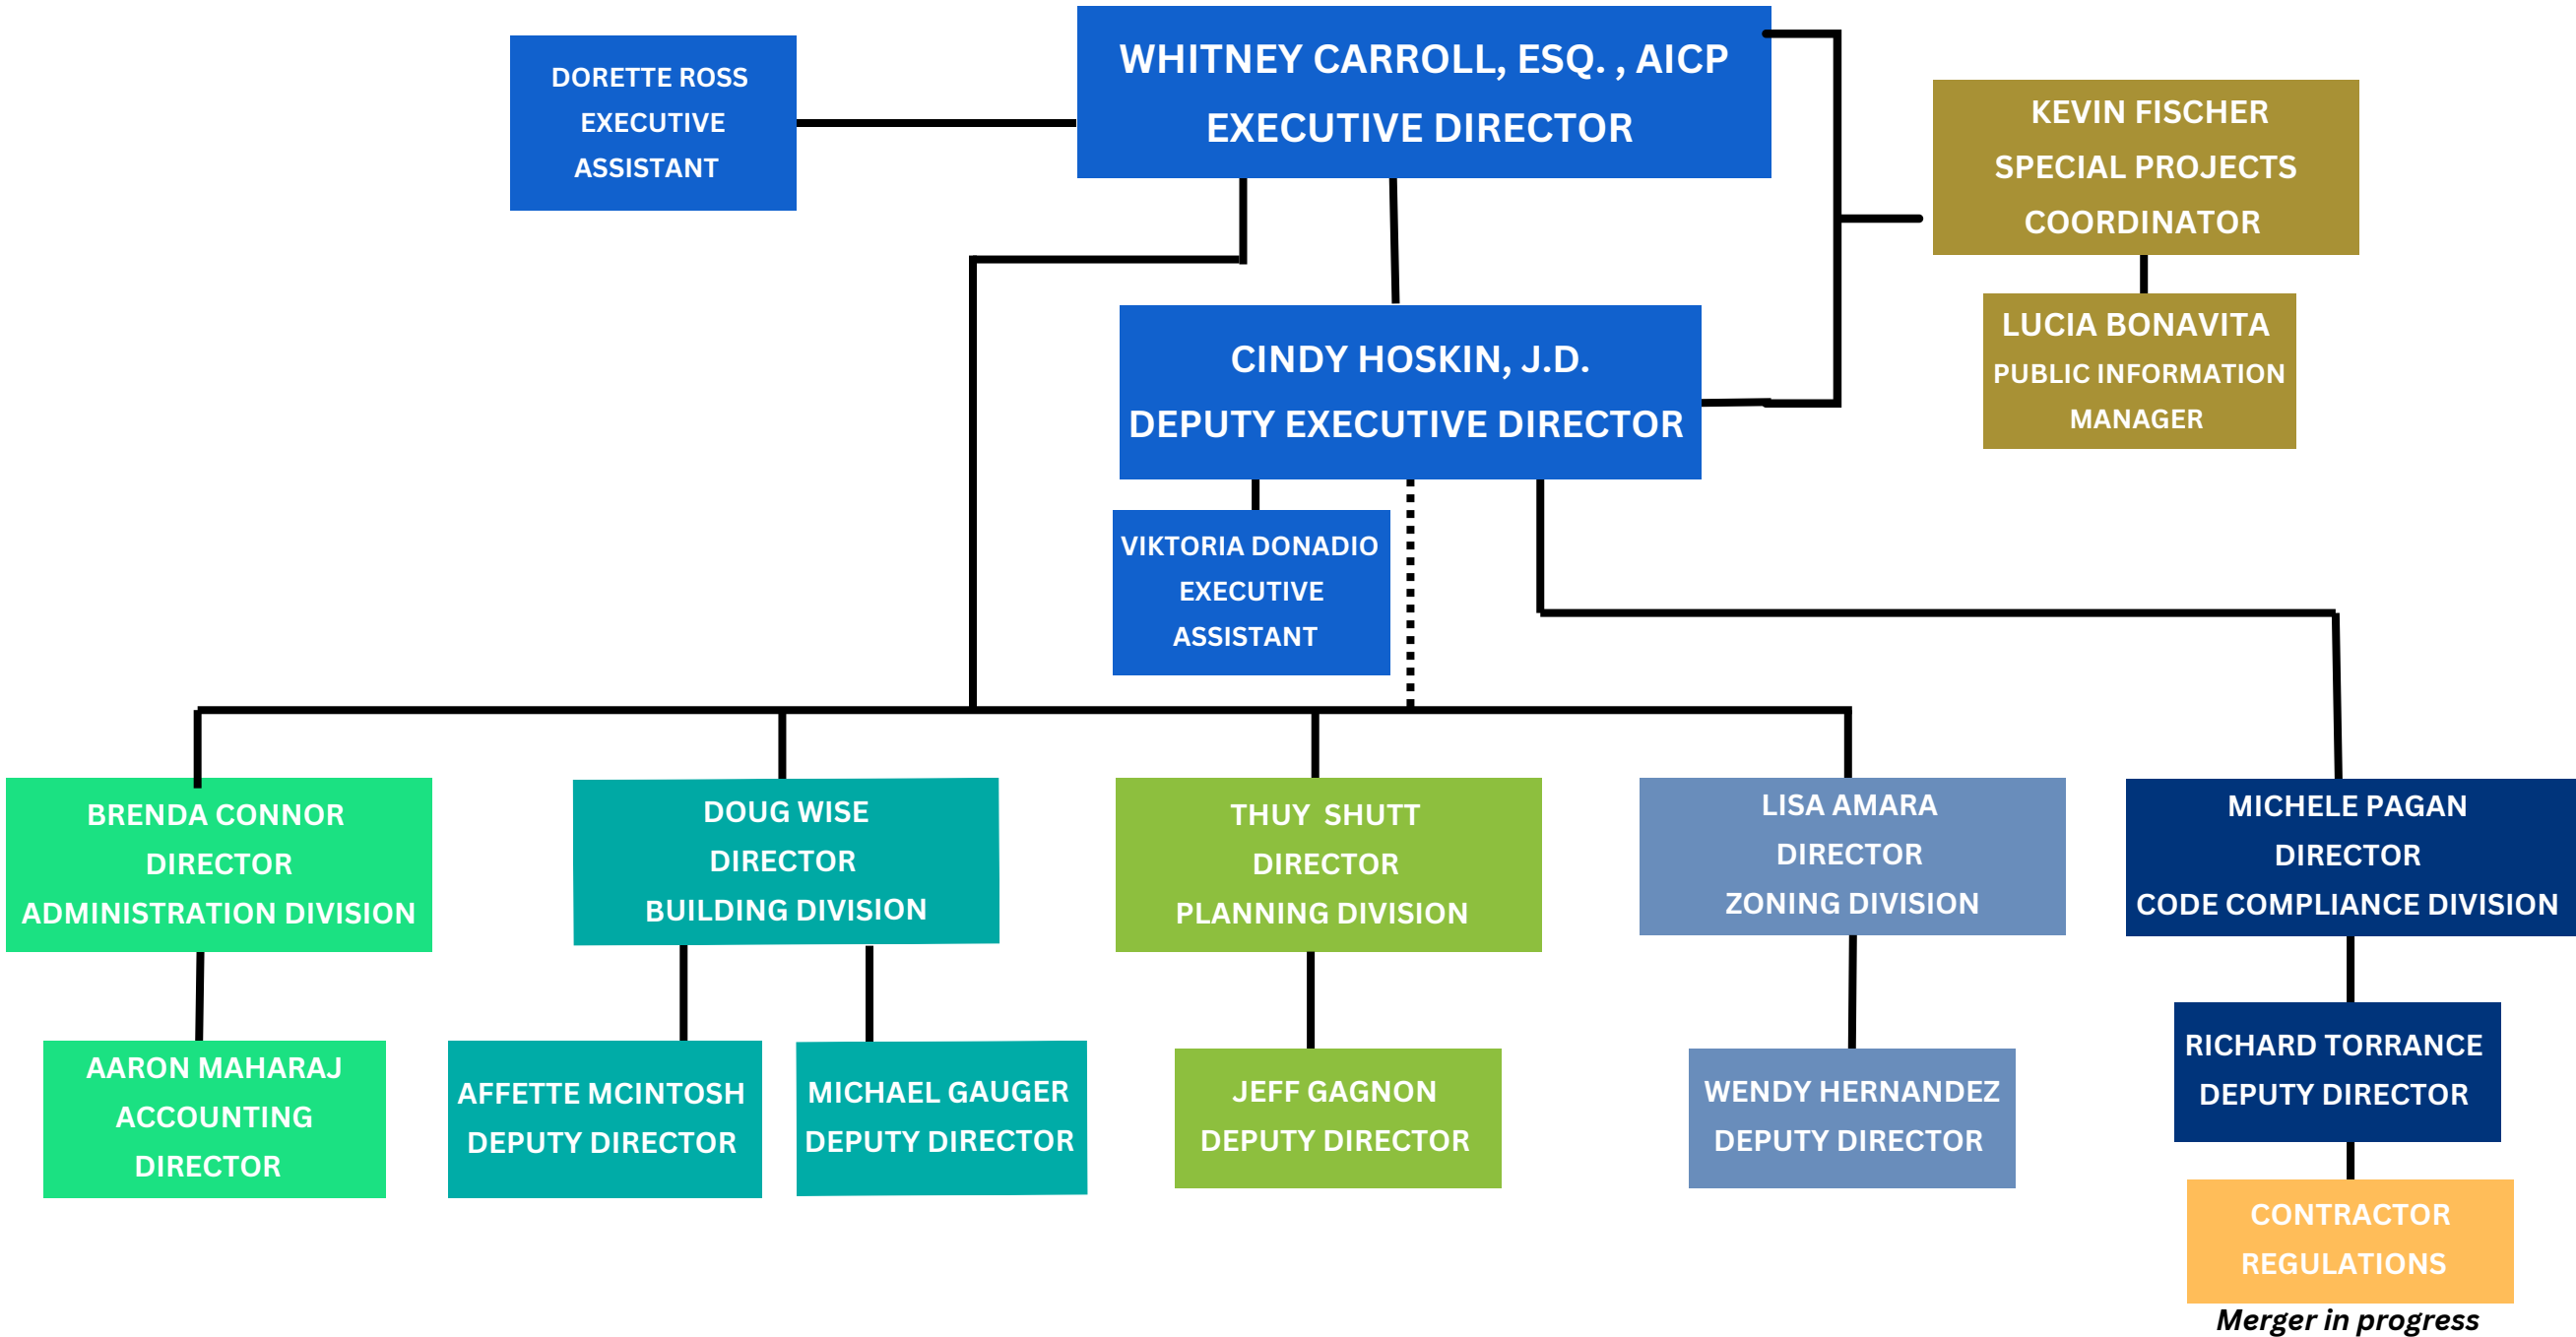 WHITNEY CARROLL, ESQ. , AICP
EXECUTIVE DIRECTOR
DORETTE ROSS
EXECUTIVE
ASSISTANT
KEVIN FISCHER
SPECIAL PROJECTS
COORDINATOR
LUCIA BONAVITA
PUBLIC INFORMATION
MANAGER
CINDY HOSKIN, J.D.
DEPUTY EXECUTIVE DIRECTOR
VIKTORIA DONADIO
EXECUTIVE
ASSISTANT
BRENDA CONNOR
DIRECTOR
ADMINISTRATION DIVISION
DOUG WISE
DIRECTOR
BUILDING DIVISION
THUY SHUTT
DIRECTOR
PLANNING DIVISION
LISA AMARA
DIRECTOR
ZONING DIVISION
MICHELE PAGAN
DIRECTOR
CODE COMPLIANCE DIVISION
AARON MAHARAJ
ACCOUNTING
DIRECTOR
AFFETTE MCINTOSH
DEPUTY DIRECTOR
MICHAEL GAUGER
DEPUTY DIRECTOR
JEFF GAGNON
DEPUTY DIRECTOR
WENDY HERNANDEZ
DEPUTY DIRECTOR
RICHARD TORRANCE
DEPUTY DIRECTOR
CONTRACTOR
REGULATIONS
Merger in progress